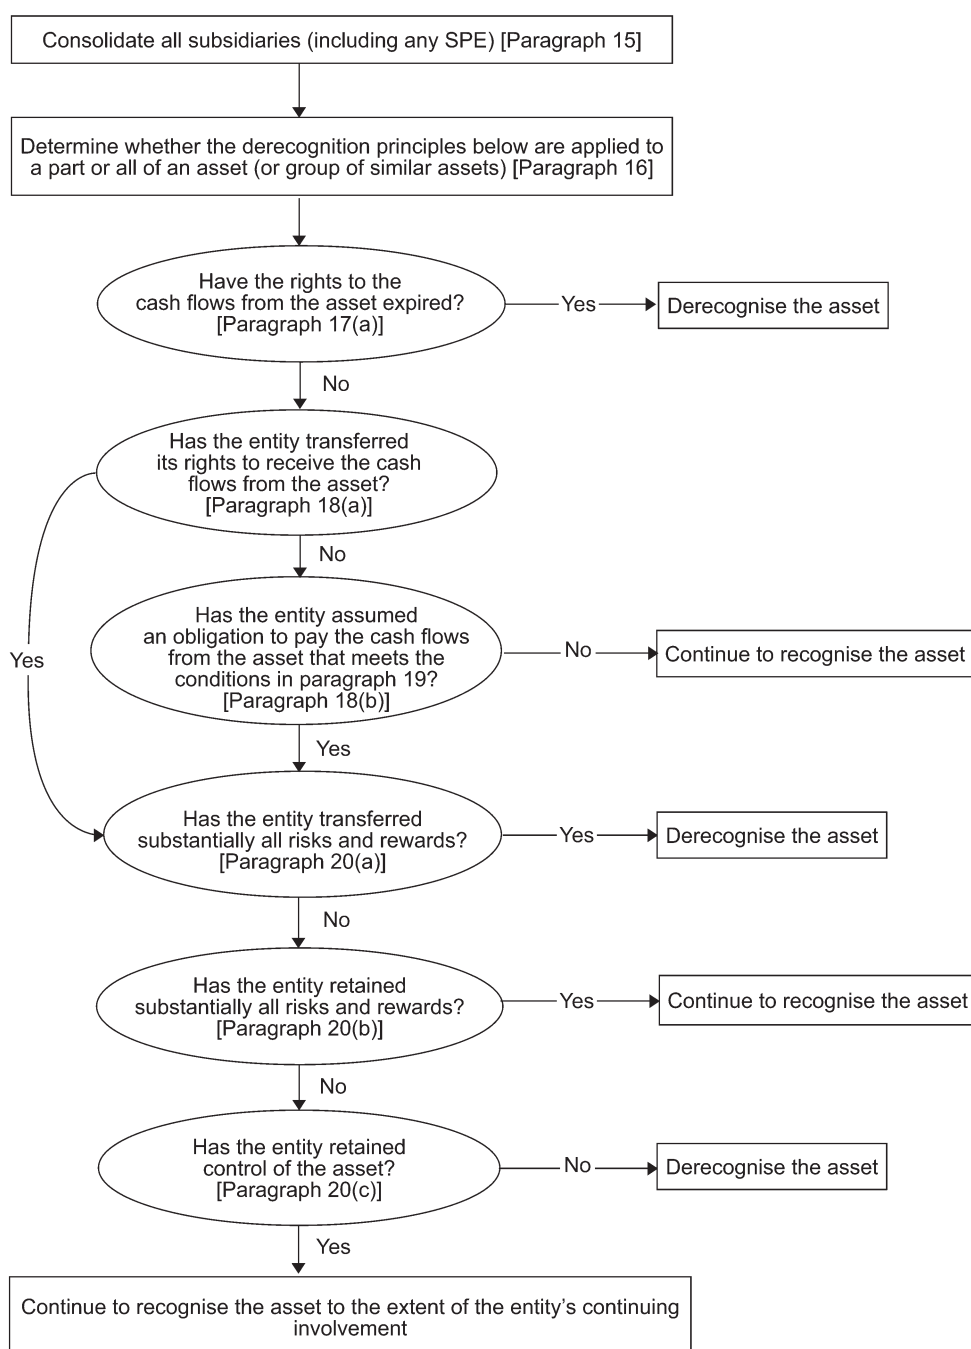 Consolidate all subsidiaries (including any SPE) [Paragraph 15]
Determine whether the derecognition principles below are applied to
a part or all of an asset (or group of similar assets) [Paragraph 16]
Have the rights to the
cash flows from the asset expired?
[Paragraph 17(a)]
Yes
Derecognise the asset
No
Has the entity transferred
its rights to receive the cash
flows from the asset?
[Paragraph 18(a)]
No
Has the entity assumed
an obligation to pay the cash flows
from the asset that meets the
conditions in paragraph 19?
[Paragraph 18(b)]
No
Continue to recognise the asset
Yes
Yes
Has the entity transferred
substantially all risks and rewards?
[Paragraph 20(a)]
Yes
Derecognise the asset
No
Has the entity retained
substantially all risks and rewards?
[Paragraph 20(b)]
Yes
Continue to recognise the asset
No
Has the entity retained
control of the asset?
[Paragraph 20(c)]
No
Derecognise the asset
Yes
Continue to recognise the asset to the extent of the entity's continuing
involvement